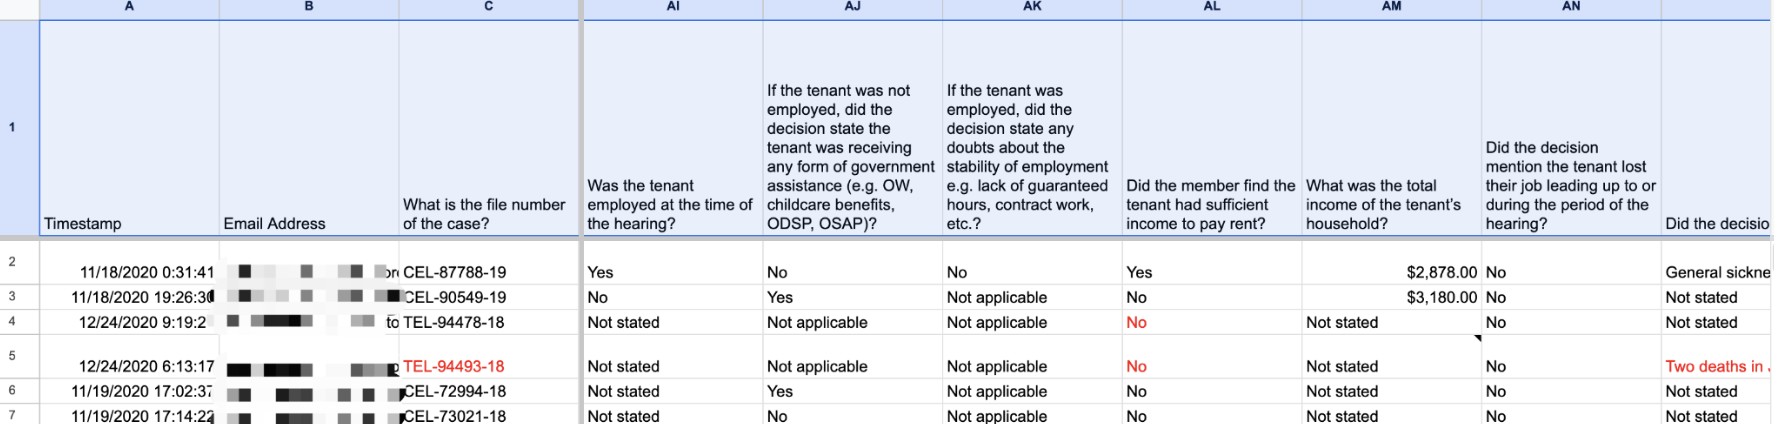 A B C AI AJ AK AL AM AN
1
Timestamp
Email Address
What is the file number
of the case?
Was the tenant
employed at the time of
the hearing?
If the tenant was not
employed, did the
decision state the
tenant was receiving
any form of government
assistance (e.g. OW,
childcare benefits,
ODSP, OSAP)?
If the tenant was
employed, did the
decision state any
doubts about the
stability of employment
e.g. lack of guaranteed
hours, contract work,
etc.?
Did the member find the
tenant had sufficient
income to pay rent?
What was the total
income of the tenant's
household?
Did the decision
mention the tenant lost
their job leading up to or
during the period of the
hearing?
Did the decisio
2 11/18/2020 0:31:41 CEL-87788-19 Yes No No Yes $2,878.00 No General sickne
3 11/18/2020 19:26:30 CEL-90549-19 No Yes Not applicable No $3,180.00 No Not stated
4 12/24/2020 9:19:2 to TEL-94478-18 Not stated Not applicable Not applicable No Not stated No Not stated
5 12/24/2020 6:13:17 TEL-94493-18 Not stated Not applicable Not applicable No Not stated No Two deaths in
6 11/19/2020 17:02:37 CEL-72994-18 Not stated Yes Not applicable No Not stated No Not stated
7 11/19/2020 17:14:22 CEL-73021-18 Not stated No Not applicable No Not stated No Not stated